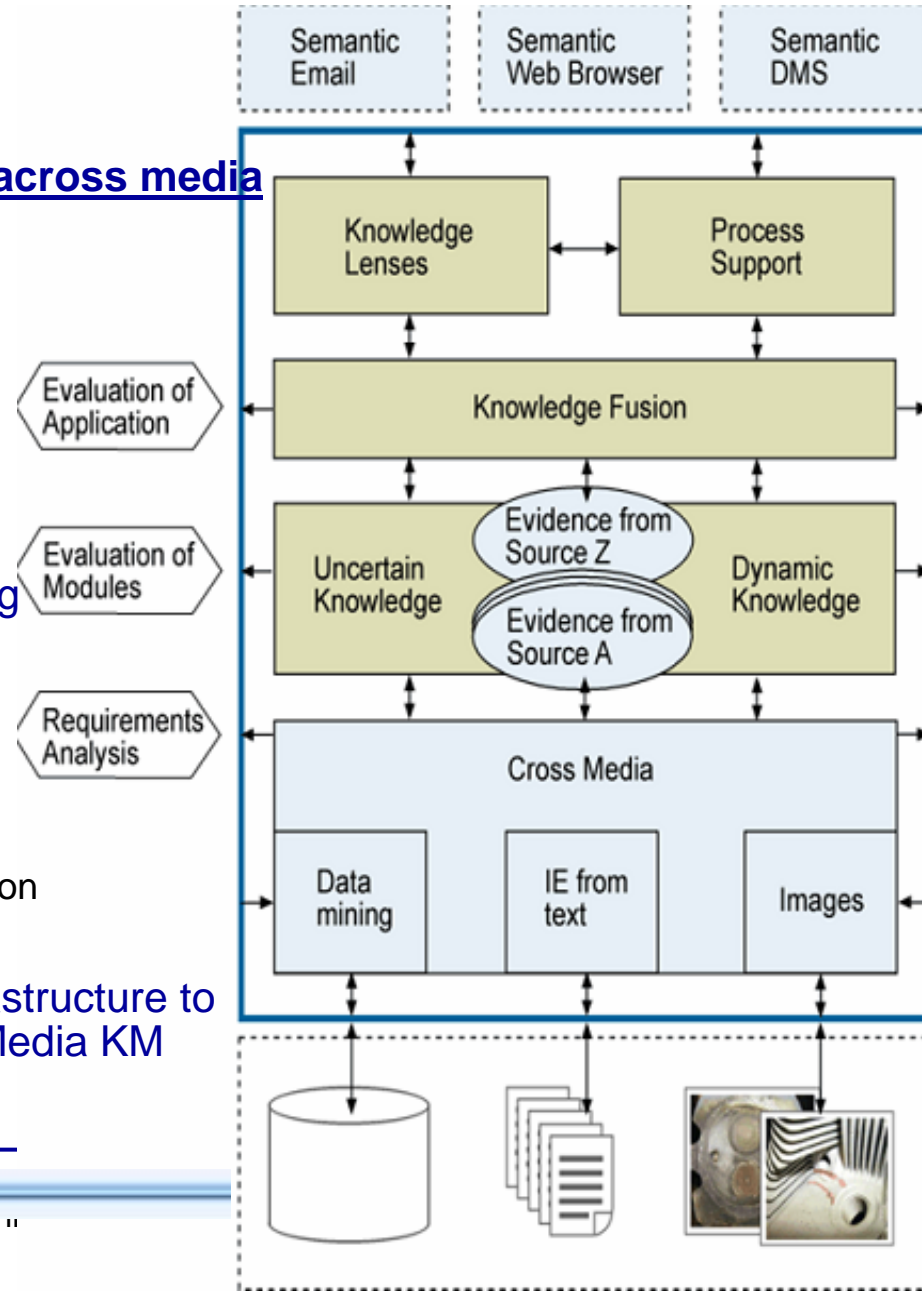 Semantic
Email
Semantic
Web Browser
Semantic
DMS
across media
Knowledge
Lenses
Process
Support
Evaluation of
Application
Knowledge Fusion
Evaluation of
Modules
Uncertain
Knowledge
Evidence from
Source Z
Evidence from
Source A
Dynamic
Knowledge
Requirements
Analysis
Cross Media
Data
mining
IE from
text
Images
on
structure to
Media KM